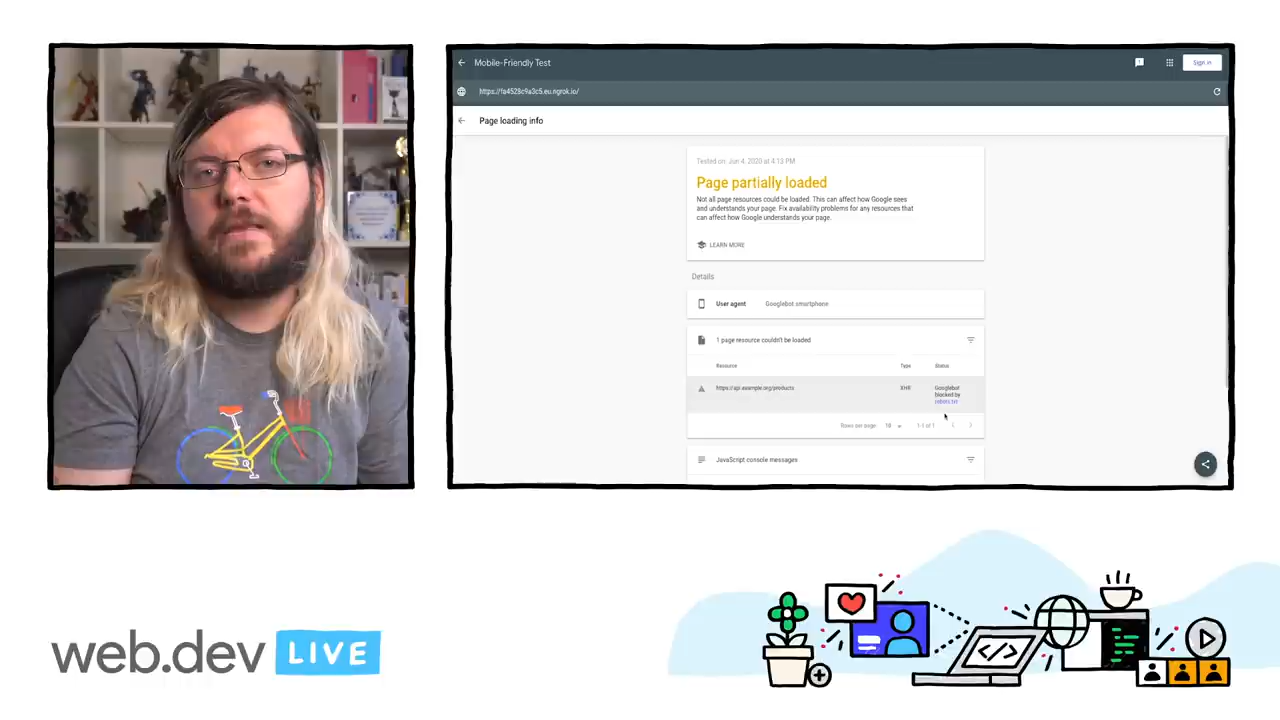 Mobile-Friendly Test
Sign in
https://fa4528c9a3c5.eu.ngrok.io/
Page loading info
Tested on: Jun 4, 2020 at 4:13 PM
Page partially loaded
Not all page resources could be loaded. This can affect how Google sees
and understands your page. Fix availability problems for any resources that
can affect how Google understands your page.
LEARN MORE
Details
User agent Googlebot smartphone
1 page resource couldn't be loaded
Resource Type Status
https://api.example.org/products XHR Googlebot
blocked by
robots.txt
Rows per page: 10 1-1 of 1
JavaScript console messages
web.dev LIVE